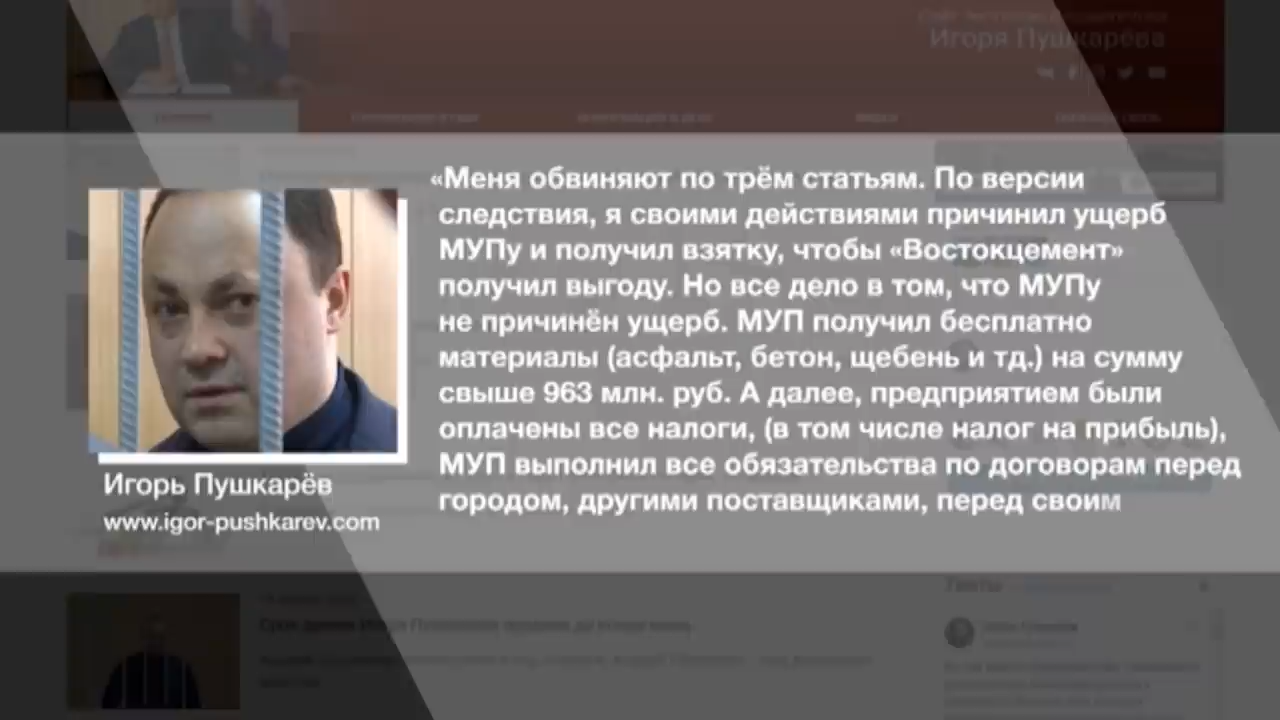 Игоря Пушкарёва
«Меня обвиняют по трём статьям. По версии
следствия, я своими действиями причинил ущерб
МУПу и получил взятку, чтобы «Востокцемент»
получил выгоду. Но все дело в том, что МУПу
не причинён ущерб. МУП получил бесплатно
материалы (асфальт, бетон, щебень и тд.) на сумму
свыше 963 млн. руб. А далее, предприятием были
оплачены все налоги, (в том числе налог на прибыль),
МУП выполнил все обязательства по договорам перед
городом, другими поставщиками, перед своим
Игорь Пушкарёв
www.igor-pushkarev.com
Твиты